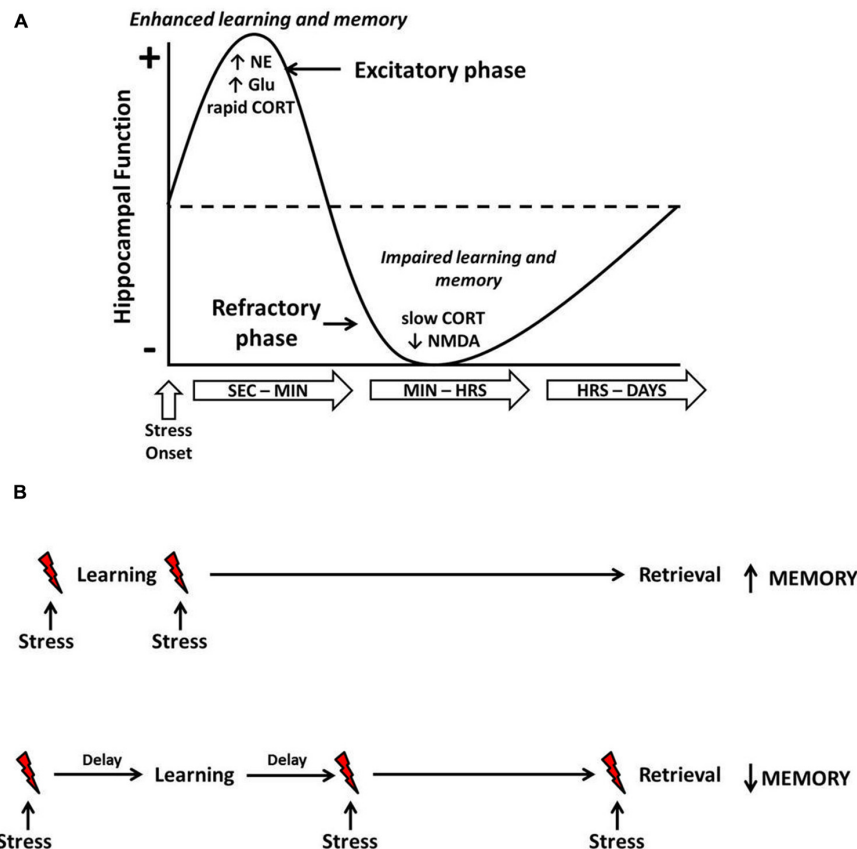 A
Enhanced learning and memory
+
↑ NE
↑ Glu
rapid CORT
Excitatory phase
Hippocampal Function
Impaired learning and
memory
Refractory
phase
slow CORT
↓ NMDA
-
SEC – MIN
MIN – HRS
HRS – DAYS
Stress
Onset
B
Learning
Retrieval ↑ MEMORY
Stress
Stress
Delay
Learning
Delay
Retrieval ↓ MEMORY
Stress
Stress
Stress